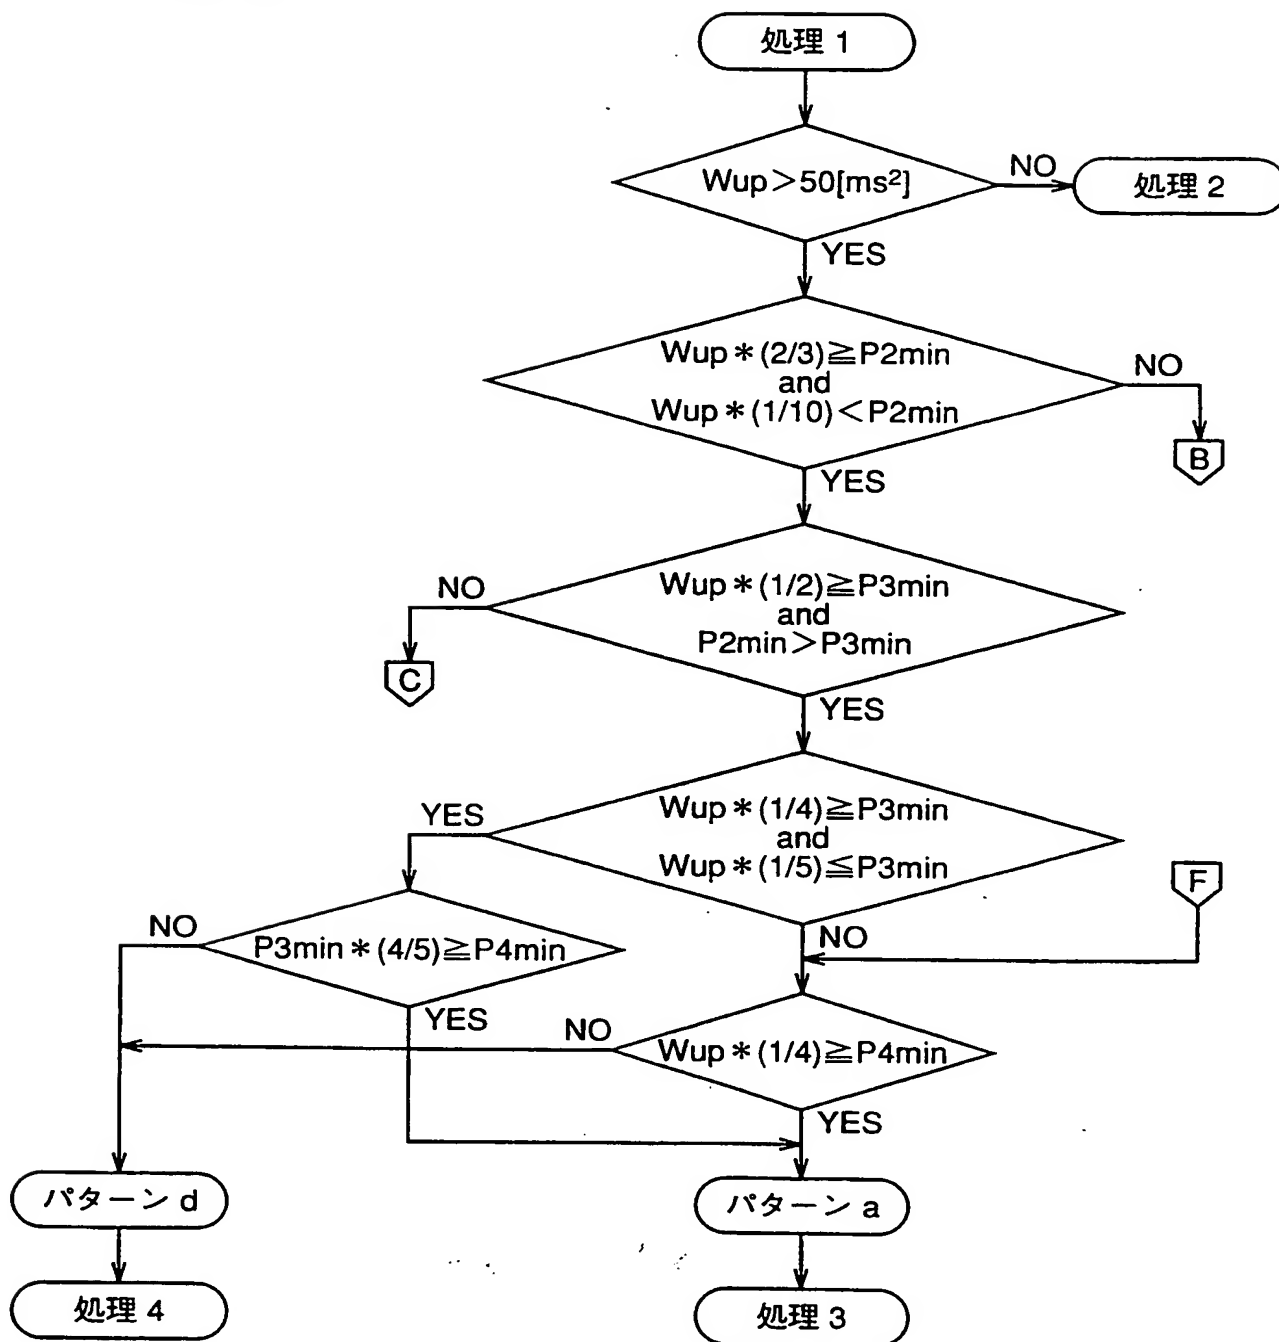 処理 1
Wup＞50[ms²]
NO
処理 2
YES
Wup＊(2/3)≧P2min
and
Wup＊(1/10)＜P2min
NO
B
YES
Wup＊(1/2)≧P3min
and
P2min＞P3min
NO
C
YES
Wup＊(1/4)≧P3min
and
Wup＊(1/5)≦P3min
YES
F
NO
P3min＊(4/5)≧P4min
NO
YES
Wup＊(1/4)≧P4min
NO
YES
パターン d
パターン a
処理 4
処理 3